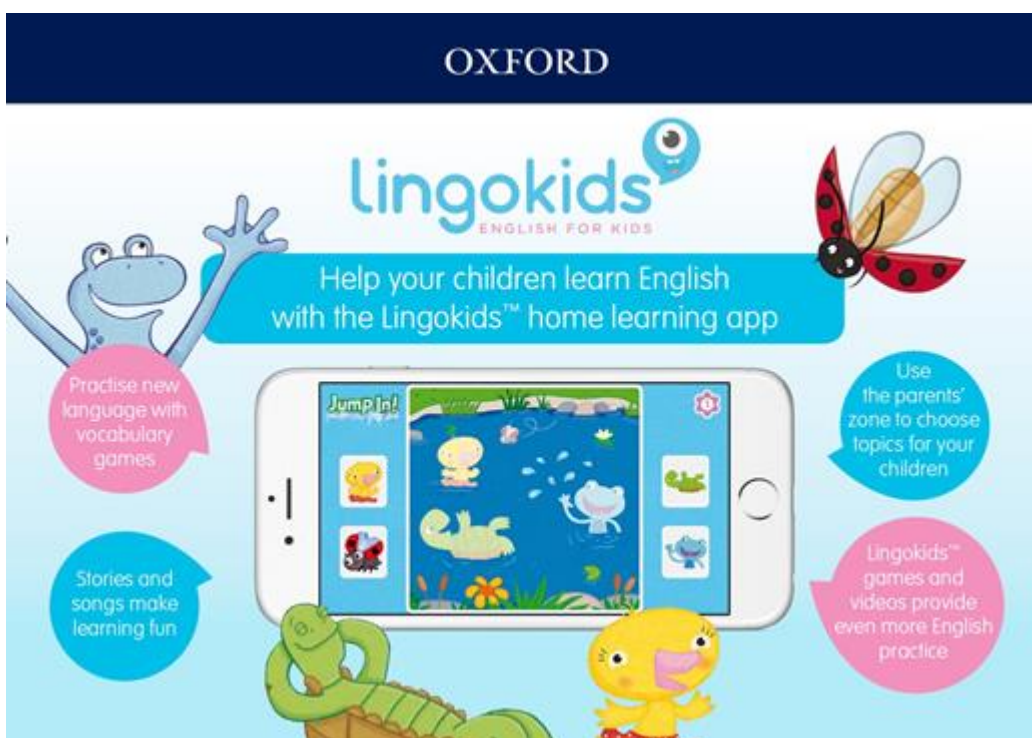 OXFORD
lingokids
ENGLISH FOR KIDS
Help your children learn English
with the Lingokids™ home learning app
Practise new
language with
vocabulary
games
Use
the parents'
zone to choose
topics for your
children
Jump In!
1
Stories and
songs make
learning fun
Lingokids™
games and
videos provide
even more English
practice